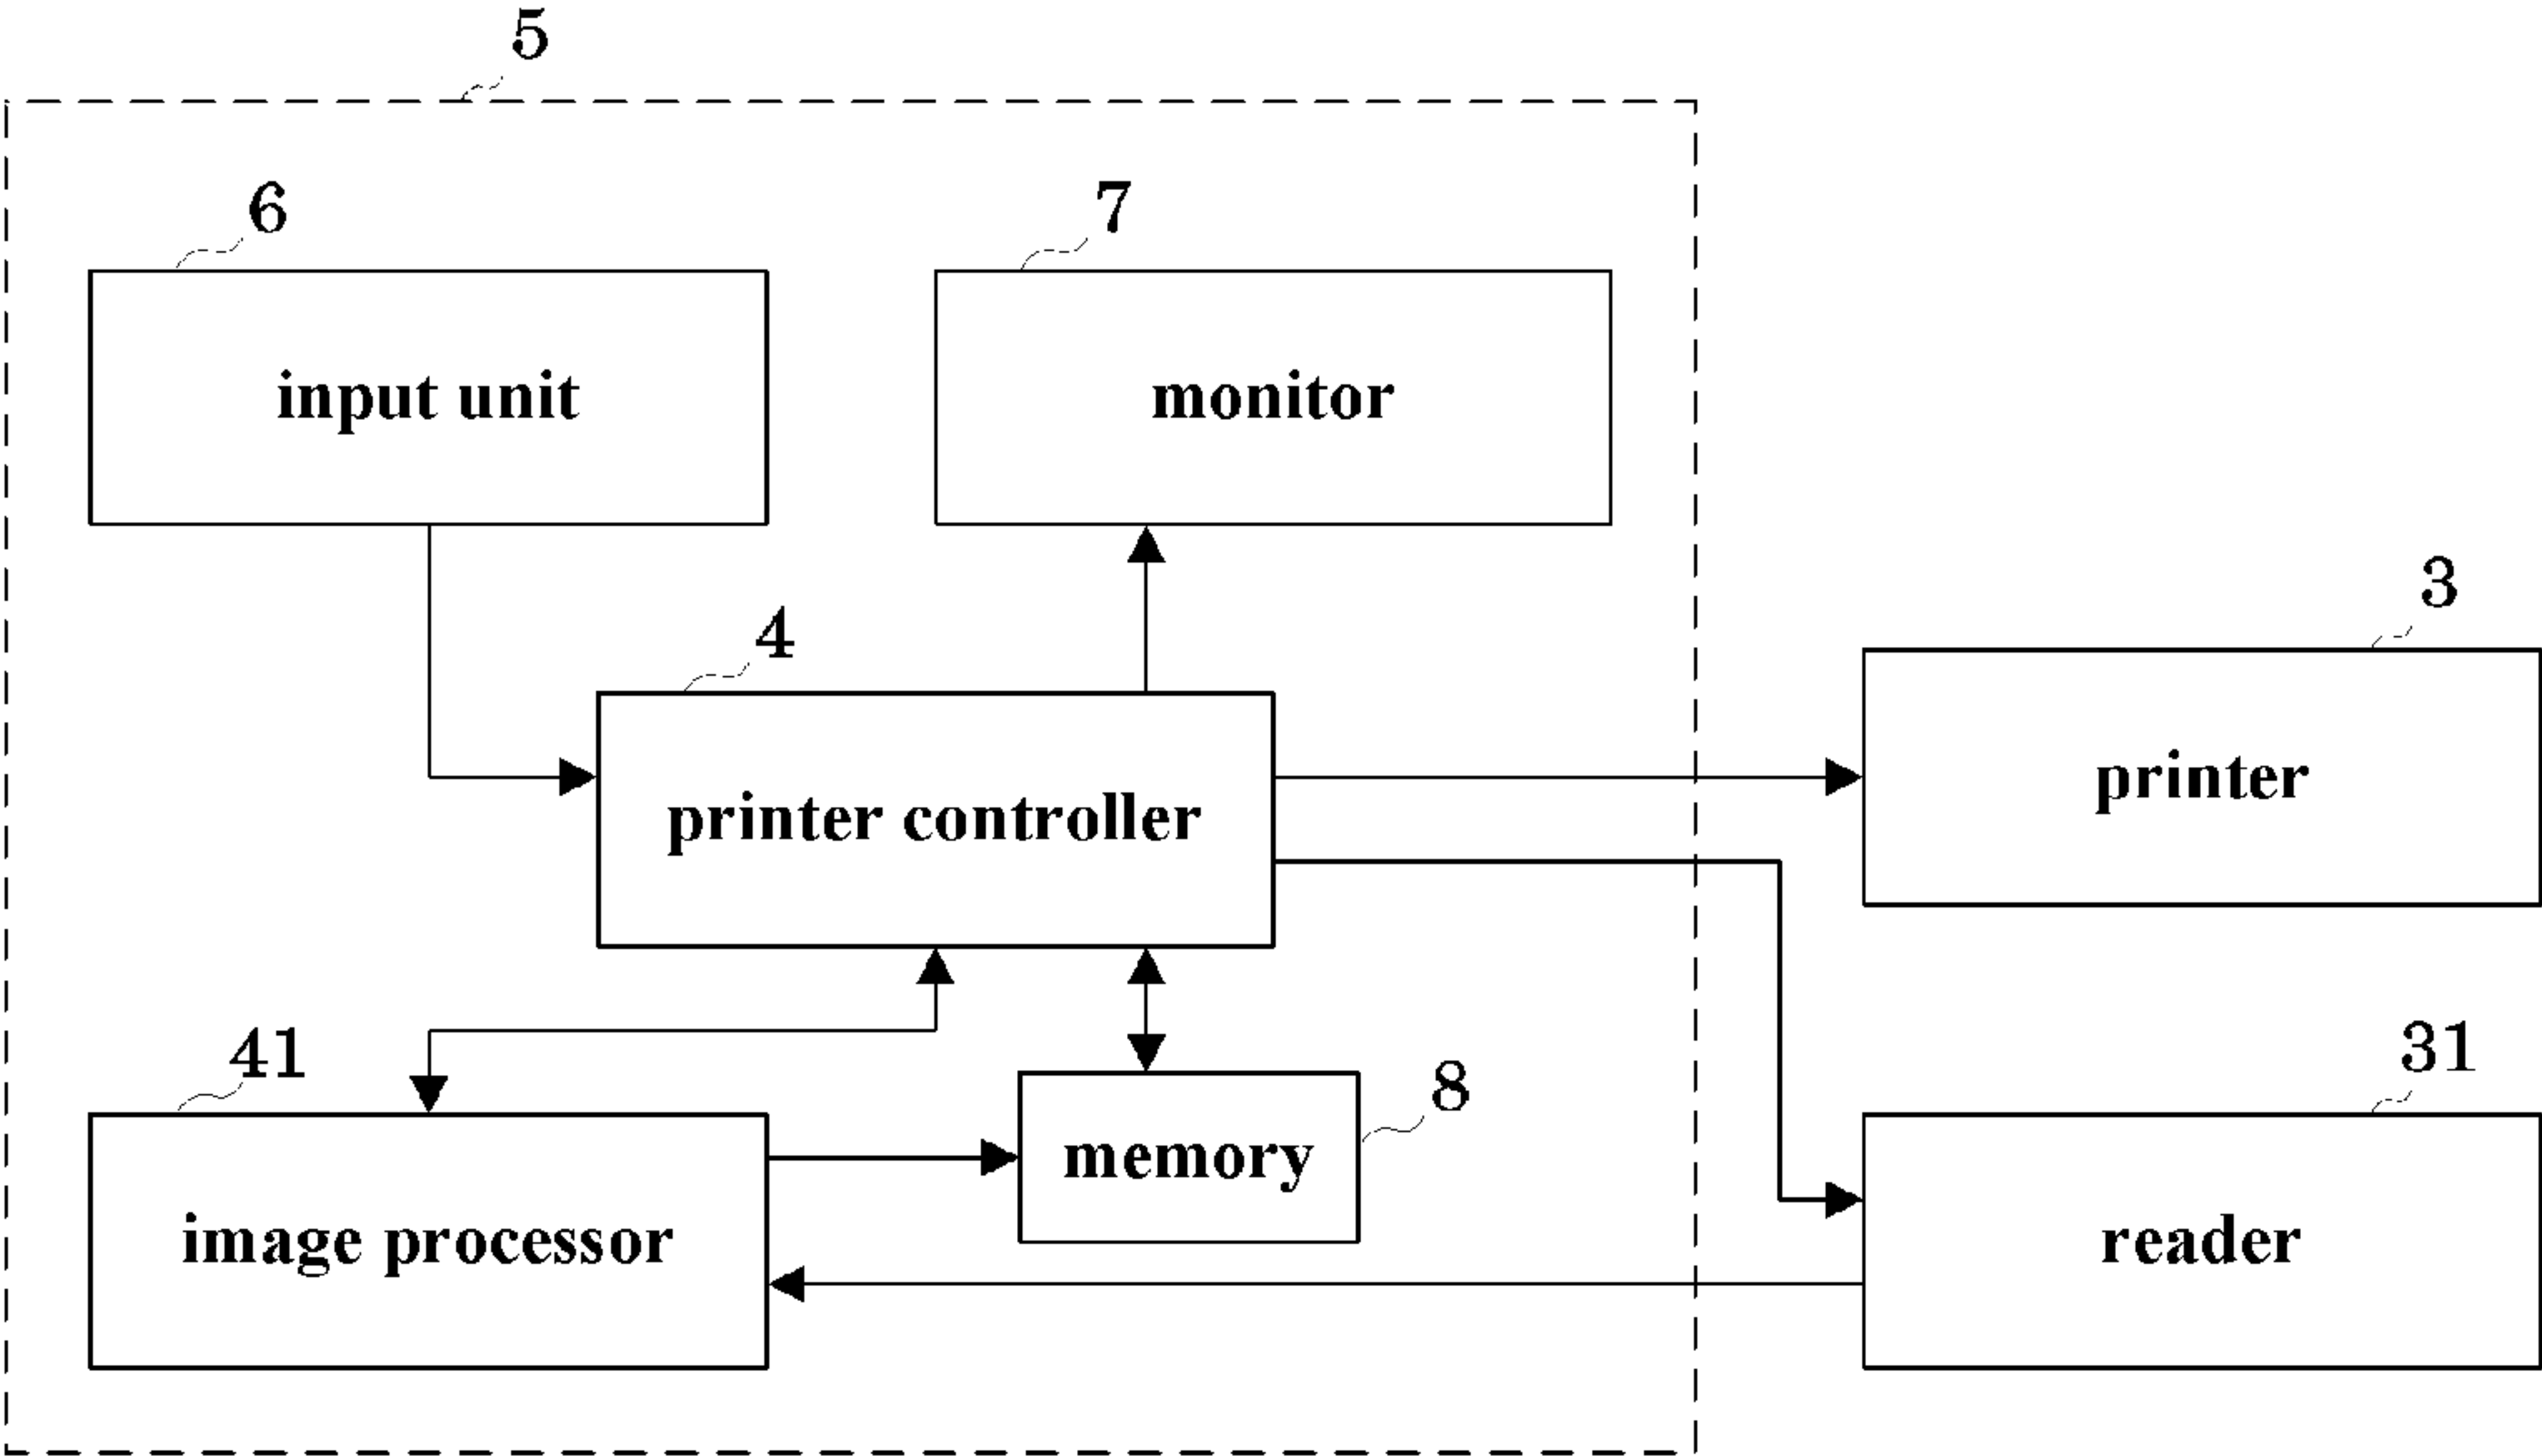 5
6
7
input unit
monitor
3
4
printer
printer controller
41
31
8
memory
image processor
reader